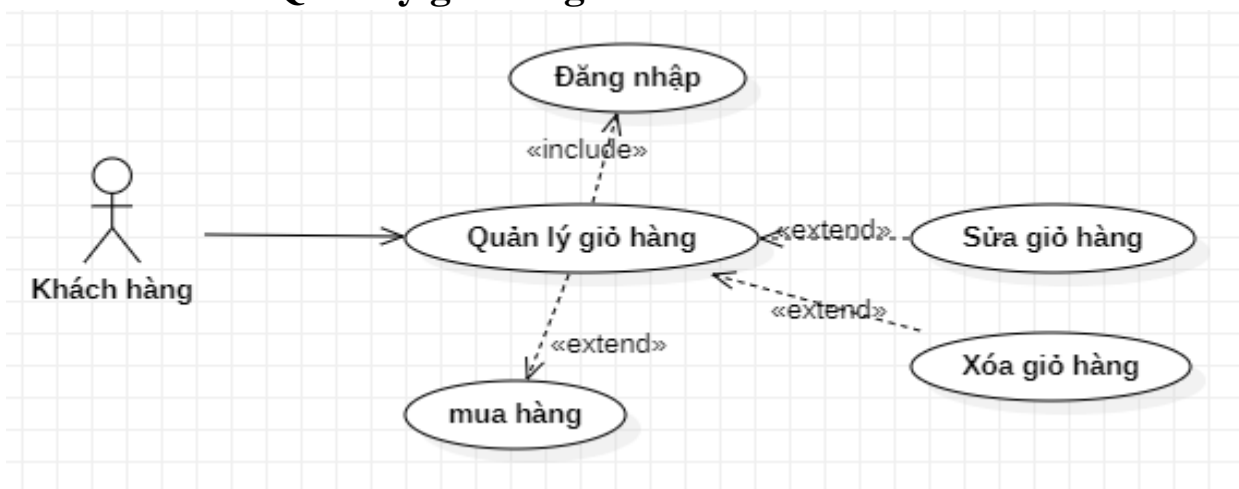 Đăng nhập
«include»
Quản lý giỏ hàng
«extend»
Sửa giỏ hàng
Khách hàng
«extend»
«extend»
Xóa giỏ hàng
mua hàng